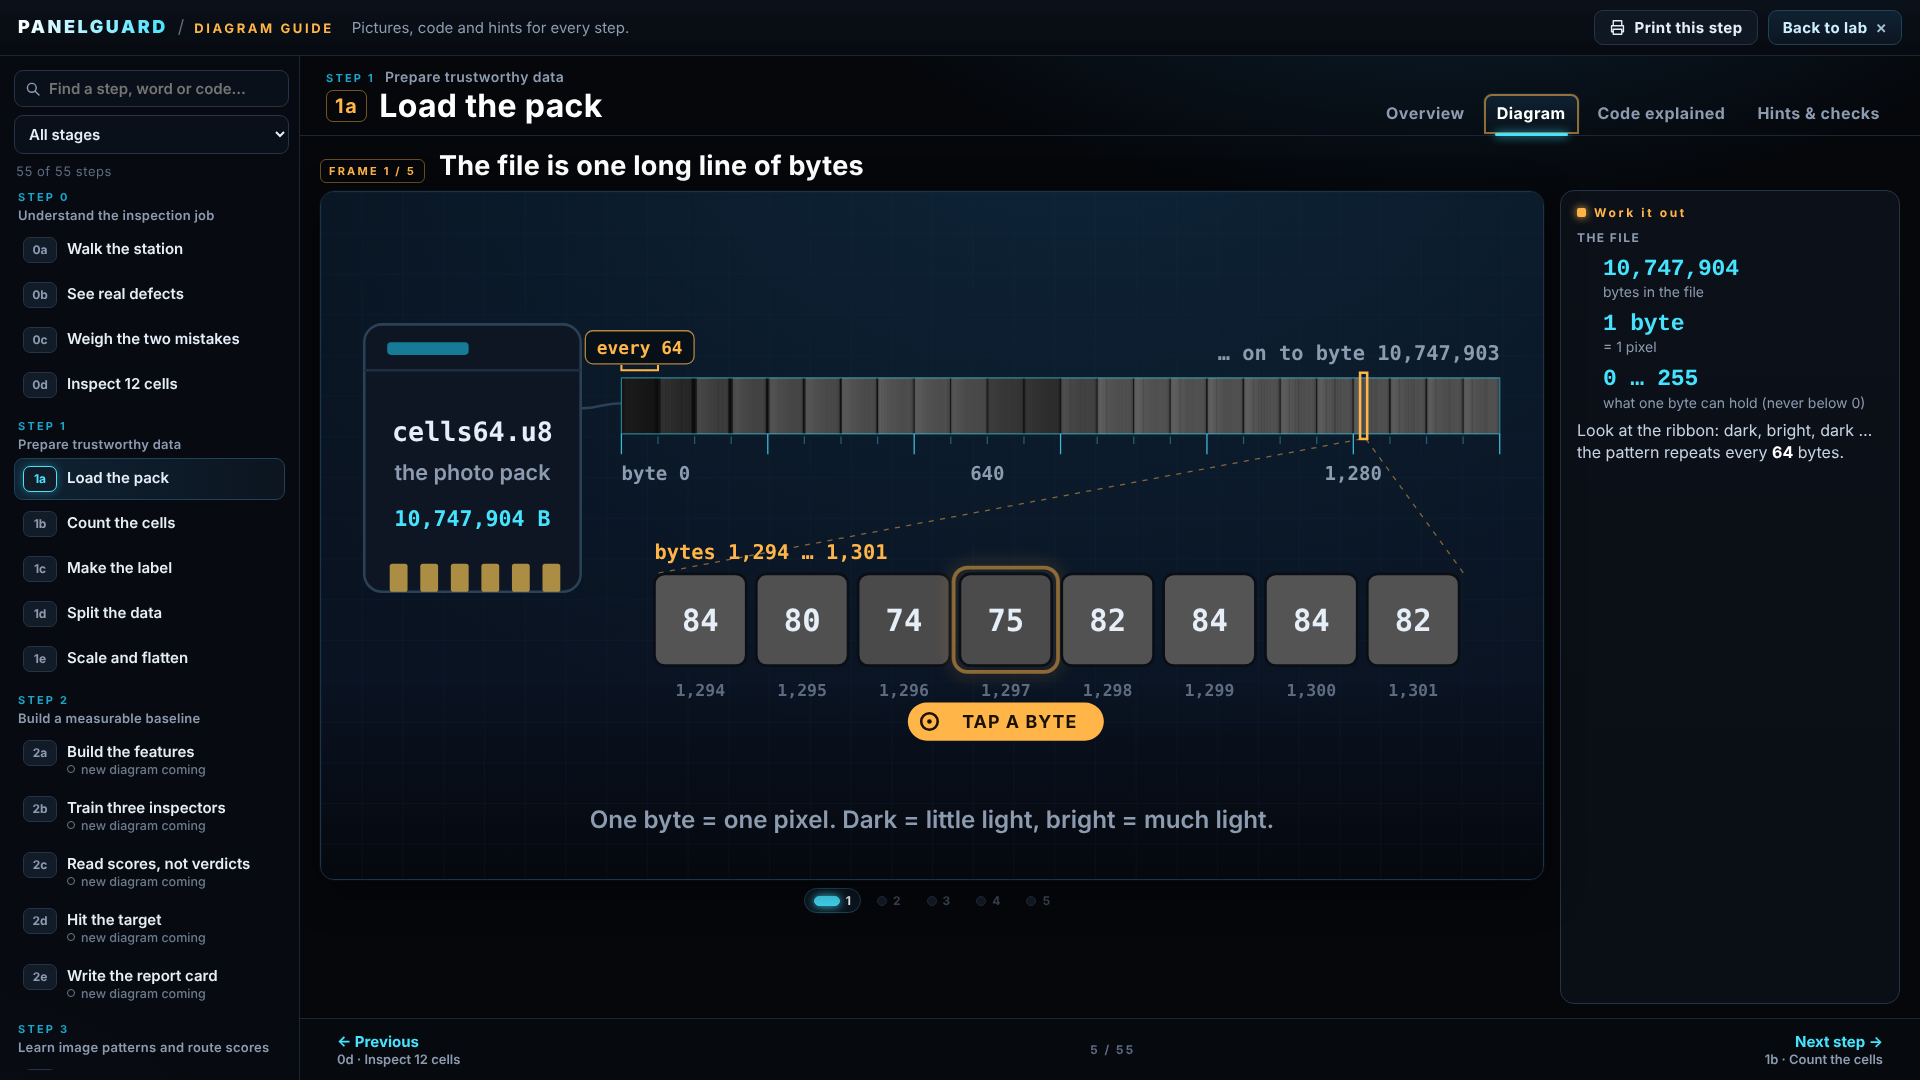 PANELGUARD / DIAGRAM GUIDE Pictures, code and hints for every step.
Print this step
Back to lab ×
Find a step, word or code...
All stages
55 of 55 steps
STEP 0
Understand the inspection job
0a Walk the station
0b See real defects
0c Weigh the two mistakes
0d Inspect 12 cells
STEP 1
Prepare trustworthy data
1a Load the pack
1b Count the cells
1c Make the label
1d Split the data
1e Scale and flatten
STEP 2
Build a measurable baseline
2a Build the features
new diagram coming
2b Train three inspectors
new diagram coming
2c Read scores, not verdicts
new diagram coming
2d Hit the target
new diagram coming
2e Write the report card
new diagram coming
STEP 3
Learn image patterns and route scores
STEP 1 Prepare trustworthy data
1a Load the pack
Overview
Diagram
Code explained
Hints & checks
FRAME 1 / 5 The file is one long line of bytes
cells64.u8
the photo pack
10,747,904 B
every 64
… on to byte 10,747,903
byte 0
640
1,280
bytes 1,294 … 1,301
84 80 74 75 82 84 84 82
1,294 1,295 1,296 1,297 1,298 1,299 1,300 1,301
TAP A BYTE
One byte = one pixel. Dark = little light, bright = much light.
1 2 3 4 5
Work it out
THE FILE
10,747,904
bytes in the file
1 byte
= 1 pixel
0 … 255
what one byte can hold (never below 0)
Look at the ribbon: dark, bright, dark …
the pattern repeats every 64 bytes.
← Previous
0d · Inspect 12 cells
5 / 55
Next step →
1b · Count the cells